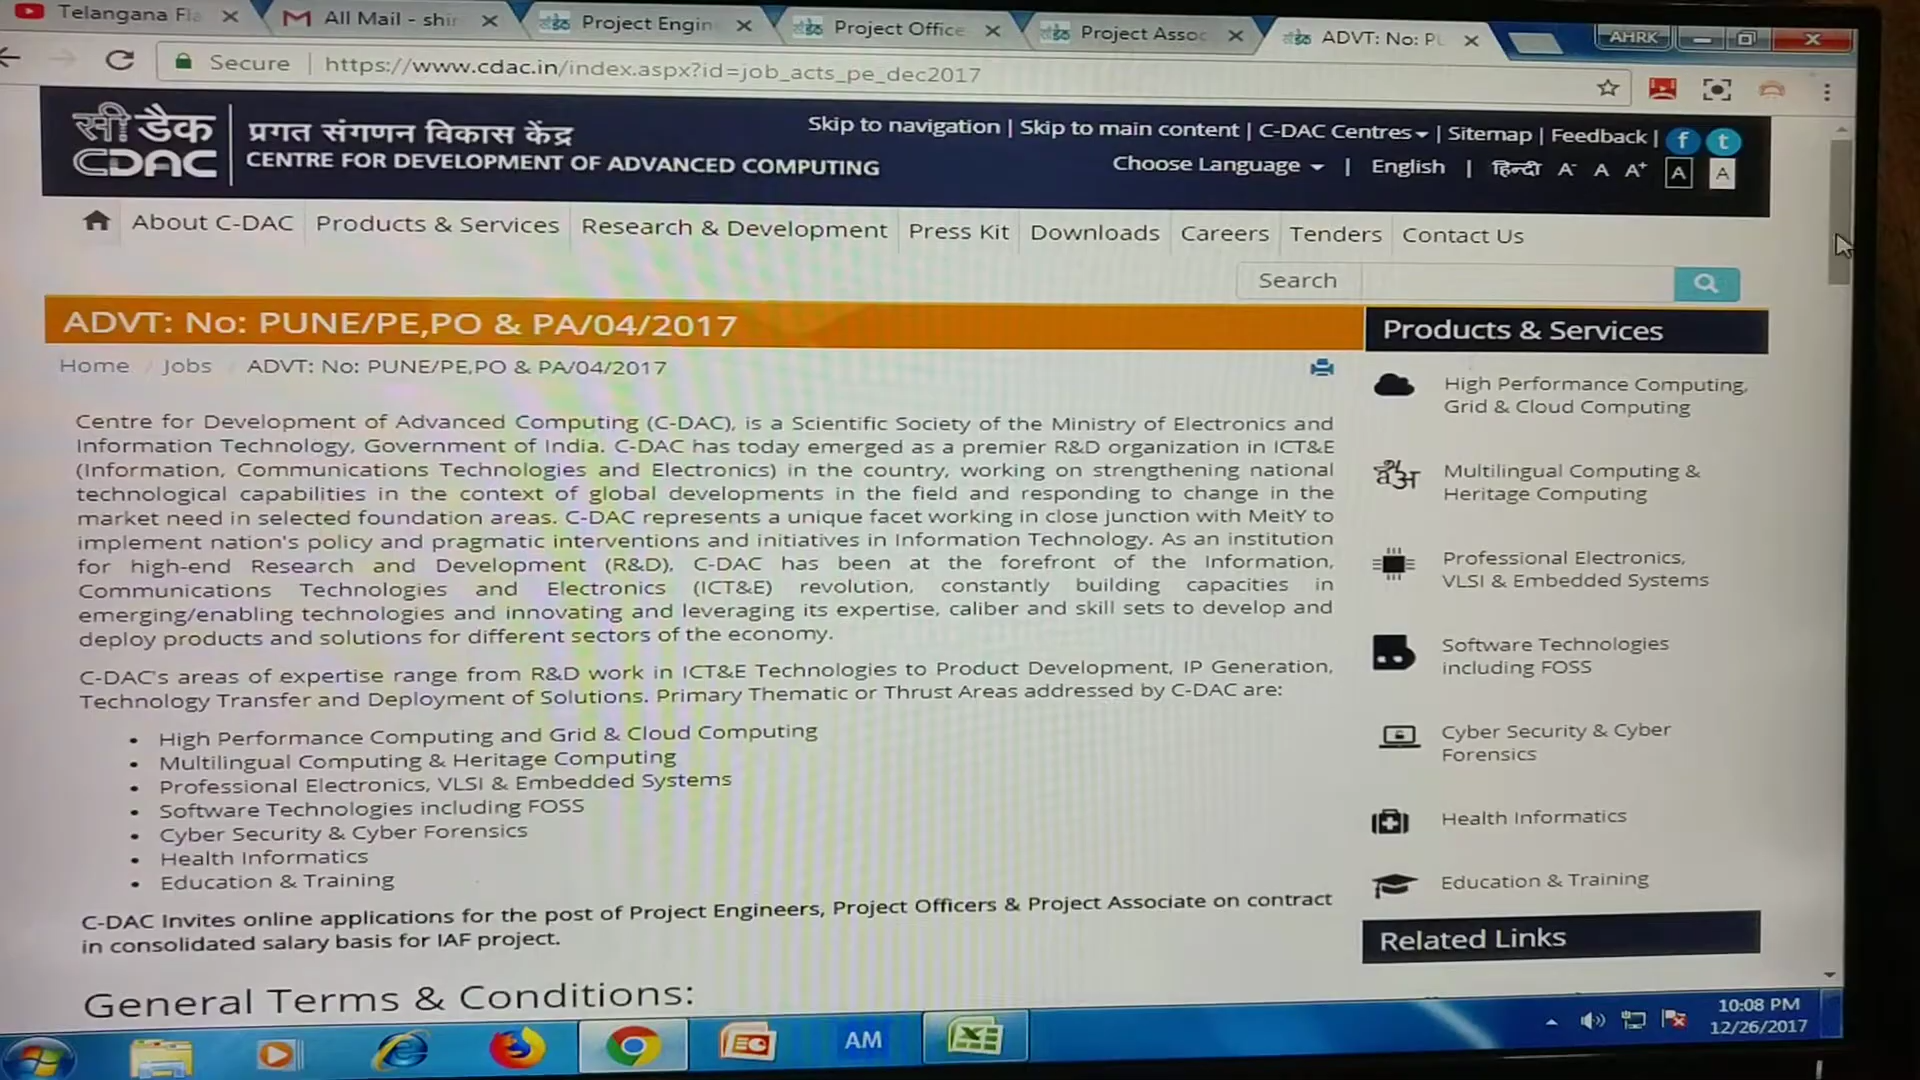 Telangana Fla
All Mail - shir
Project Engin
Project Office
Project Assoc
ADVT: No: PU
AHRK
Secure
https://www.cdac.in/index.aspx?id=job_acts_pe_dec2017
सी डैक
CDAC
प्रगत संगणन विकास केंद्र
CENTRE FOR DEVELOPMENT OF ADVANCED COMPUTING
Skip to navigation | Skip to main content | C-DAC Centres | Sitemap | Feedback | f t
Choose Language | English | हिन्दी A- A A+ A A
About C-DAC Products & Services Research & Development Press Kit Downloads Careers Tenders Contact Us
Search
ADVT: No: PUNE/PE,PO & PA/04/2017
Home / Jobs / ADVT: No: PUNE/PE,PO & PA/04/2017
Centre for Development of Advanced Computing (C-DAC), is a Scientific Society of the Ministry of Electronics and
Information Technology, Government of India. C-DAC has today emerged as a premier R&D organization in ICT&E
(Information, Communications Technologies and Electronics) in the country, working on strengthening national
technological capabilities in the context of global developments in the field and responding to change in the
market need in selected foundation areas. C-DAC represents a unique facet working in close junction with MeitY to
implement nation's policy and pragmatic interventions and initiatives in Information Technology. As an institution
for high-end Research and Development (R&D), C-DAC has been at the forefront of the Information,
Communications Technologies and Electronics (ICT&E) revolution, constantly building capacities in
emerging/enabling technologies and innovating and leveraging its expertise, caliber and skill sets to develop and
deploy products and solutions for different sectors of the economy.
C-DAC's areas of expertise range from R&D work in ICT&E Technologies to Product Development, IP Generation,
Technology Transfer and Deployment of Solutions. Primary Thematic or Thrust Areas addressed by C-DAC are:
• High Performance Computing and Grid & Cloud Computing
• Multilingual Computing & Heritage Computing
• Professional Electronics, VLSI & Embedded Systems
• Software Technologies including FOSS
• Cyber Security & Cyber Forensics
• Health Informatics
• Education & Training
C-DAC Invites online applications for the post of Project Engineers, Project Officers & Project Associate on contract
in consolidated salary basis for IAF project.
General Terms & Conditions:
Products & Services
High Performance Computing,
Grid & Cloud Computing
Multilingual Computing &
Heritage Computing
Professional Electronics,
VLSI & Embedded Systems
Software Technologies
including FOSS
Cyber Security & Cyber
Forensics
Health Informatics
Education & Training
Related Links
AM
10:08 PM
12/26/2017